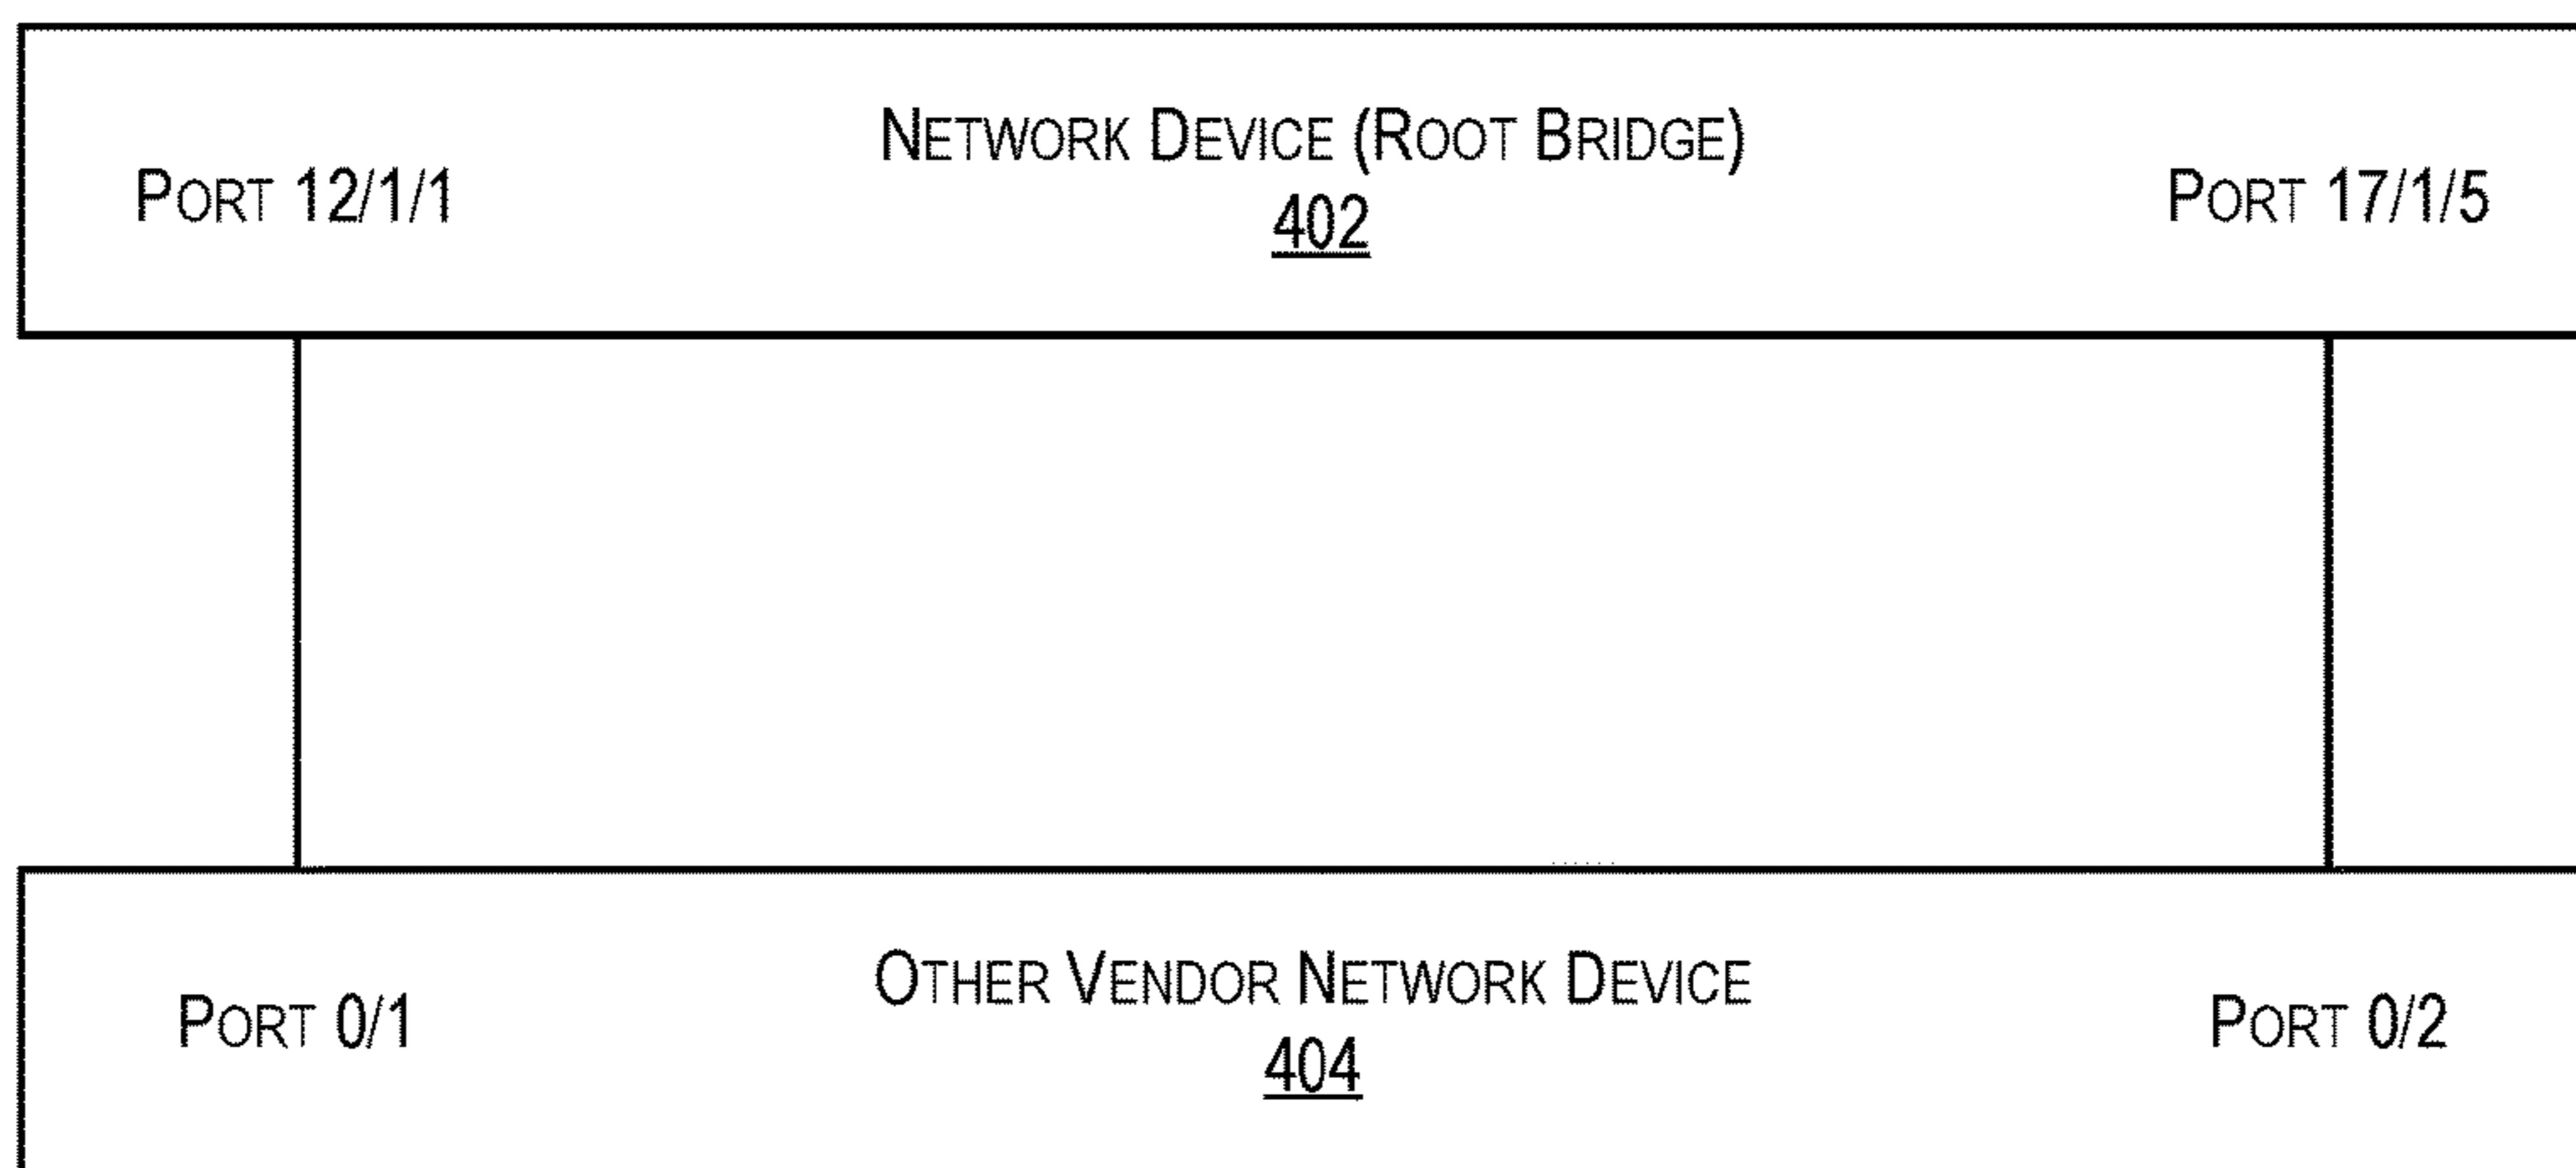 NETWORK DEVICE (ROOT BRIDGE)
PORT 12/1/1
PORT 17/1/5
402
OTHER VENDOR NETWORK DEVICE
PORT 0/1
PORT 0/2
404